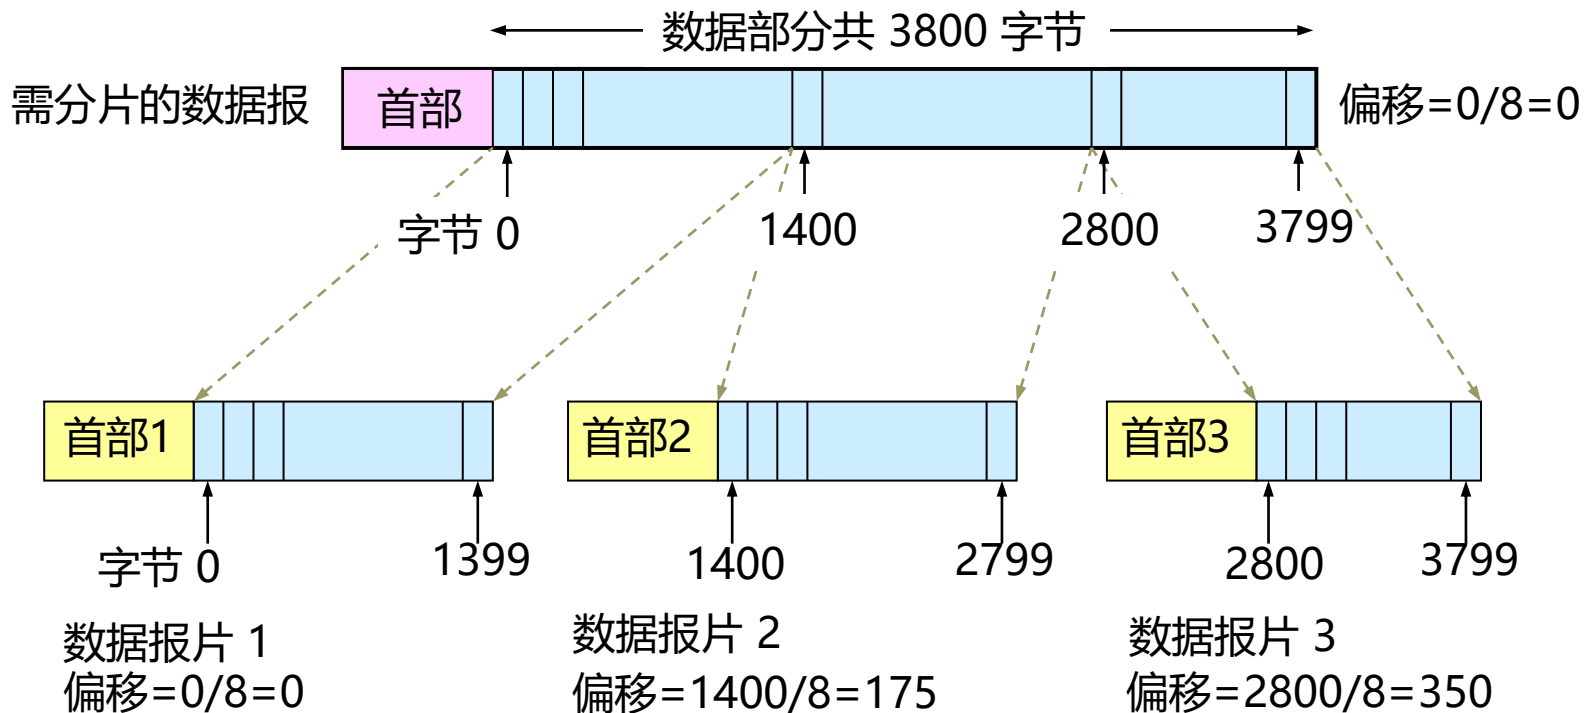 数据部分共 3800 字节
需分片的数据报
首部
偏移=0/8=0
字节 0
1400
2800
3799
首部1
首部2
首部3
字节 0
1399
1400
2799
2800
3799
数据报片 1
偏移=0/8=0
数据报片 2
偏移=1400/8=175
数据报片 3
偏移=2800/8=350